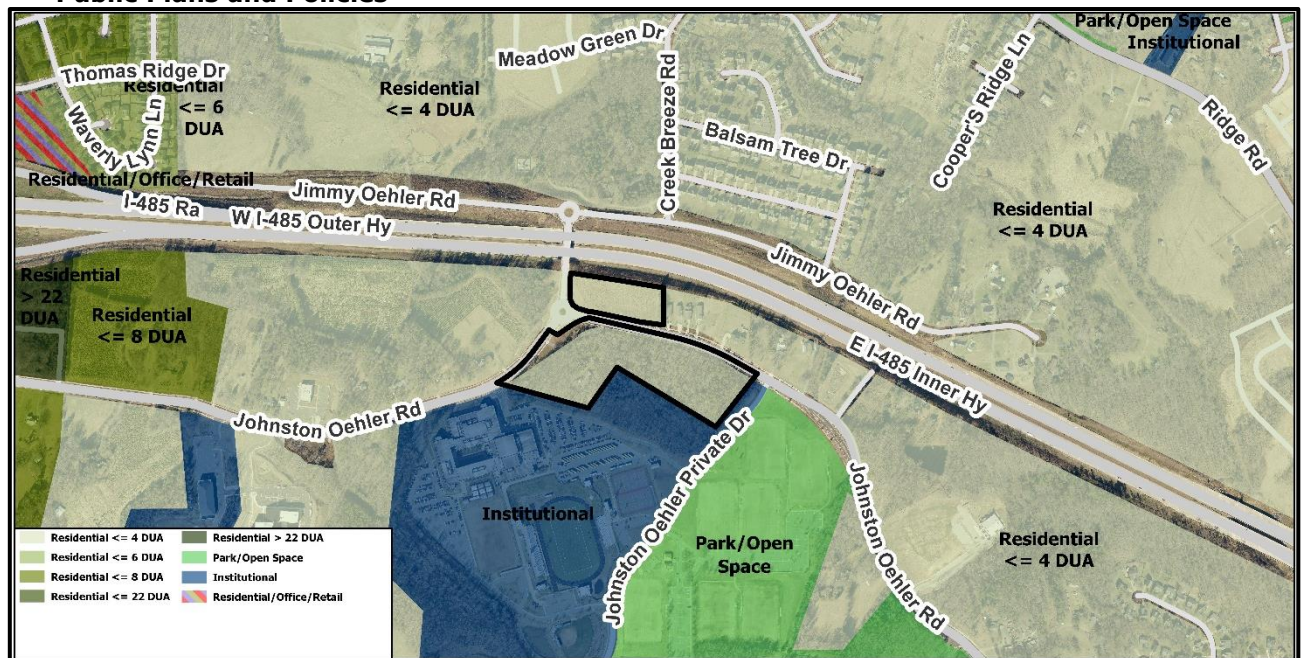 Public Plans and Policies
Park/Open Space
Institutional
Meadow Green Dr
Creek Breeze Rd
Cooper'S Ridge Ln
Ridge Rd
Thomas Ridge Dr
Residential
<= 6
DUA
Residential
<= 4 DUA
Waverly Lynn Ln
Balsam Tree Dr
Residential/Office/Retail
I-485 Ra
Jimmy Oehler Rd
W I-485 Outer Hy
Residential
<= 4 DUA
Jimmy Oehler Rd
E I-485 Inner Hy
Residential
> 22
DUA
Residential
<= 8 DUA
Johnston Oehler Rd
Johnston Oehler Private Dr
Johnston Oehler Rd
Institutional
Park/Open
Space
Residential
<= 4 DUA
Residential <= 4 DUA
Residential <= 6 DUA
Residential <= 8 DUA
Residential <= 22 DUA
Residential > 22 DUA
Park/Open Space
Institutional
Residential/Office/Retail